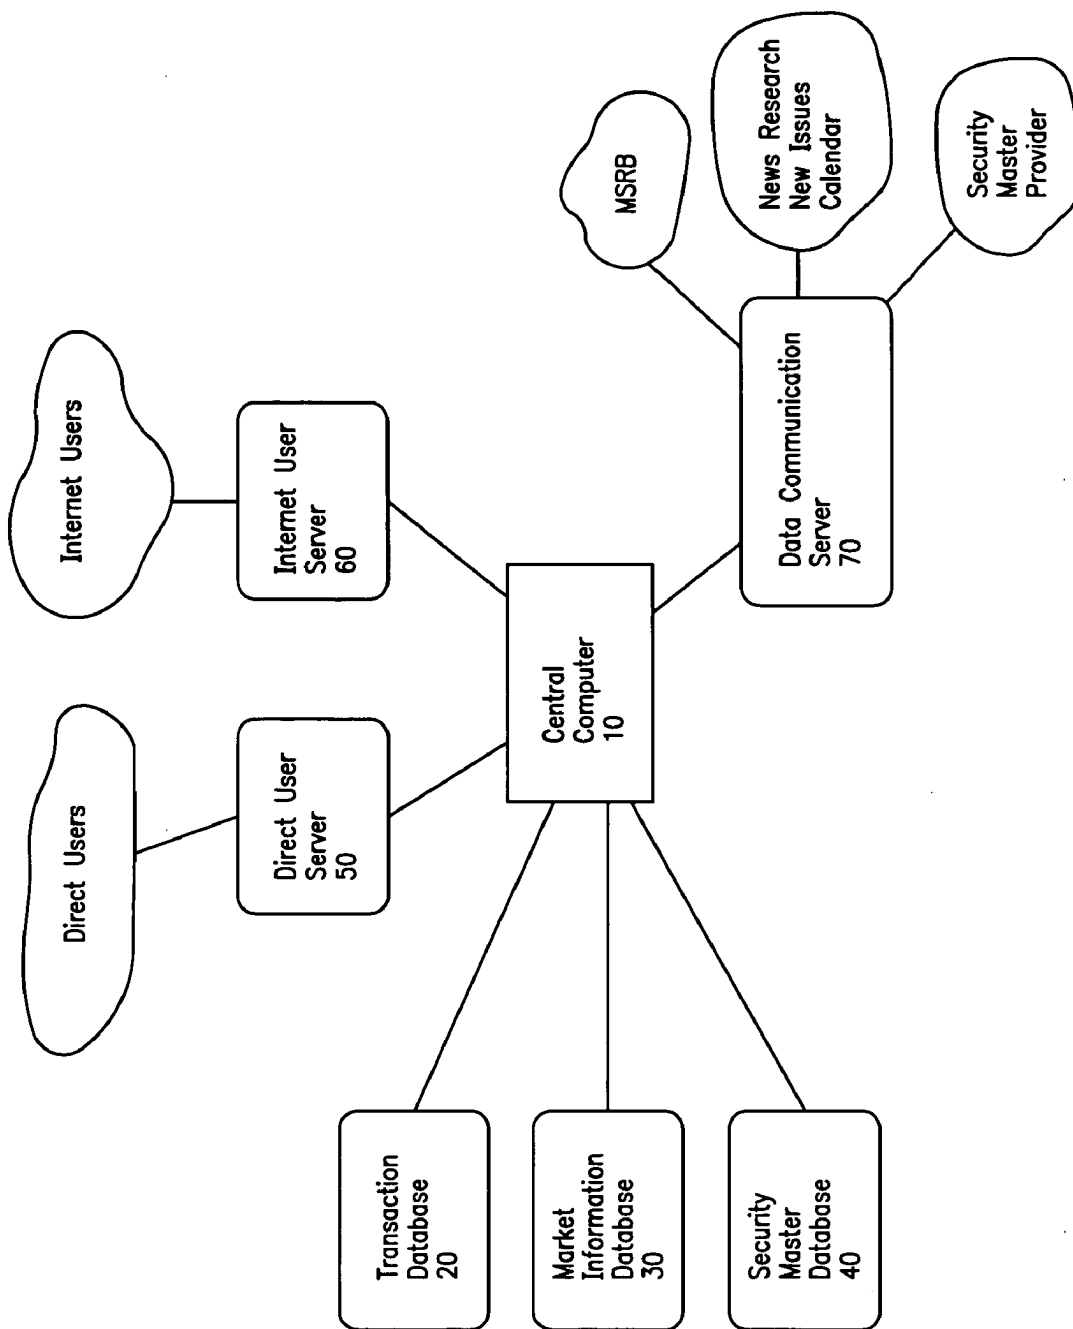 Direct Users
Internet Users
Direct User
Server
50
Internet User
Server
60
Transaction
Database
20
Market
Information
Database
30
Security
Master
Database
40
Central
Computer
10
Data Communication
Server
70
MSRB
News Research
New Issues
Calendar
Security
Master
Provider